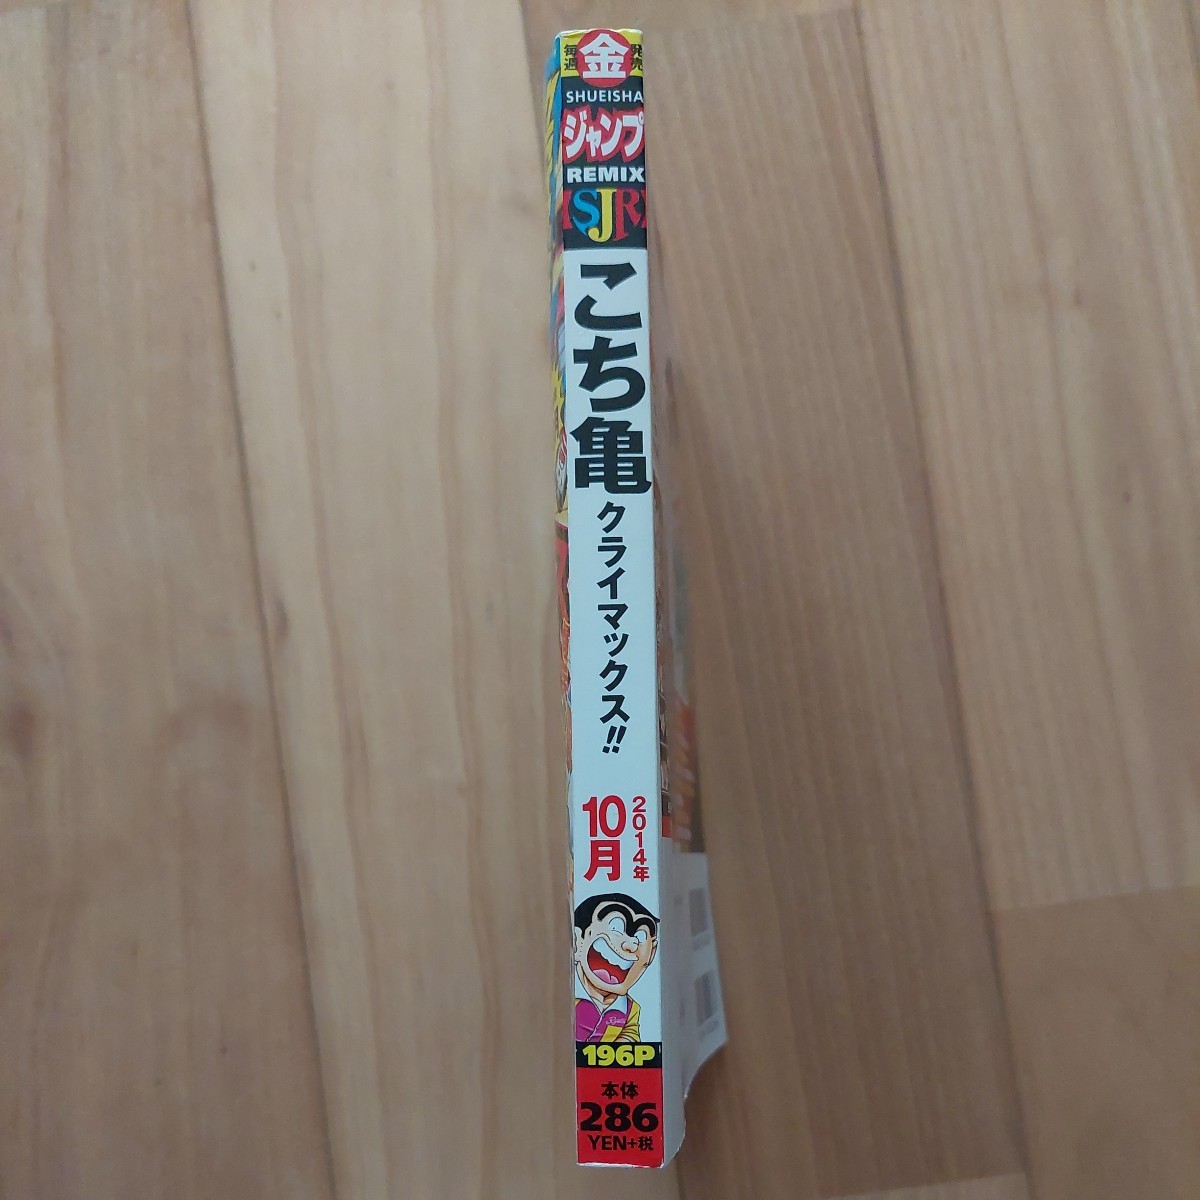 毎週
金
発売
SHUEISHA
ジャンプ
REMIX
SJR
こち亀
クライマックス!!
2014年
10月
196P
本体
286
YEN+税